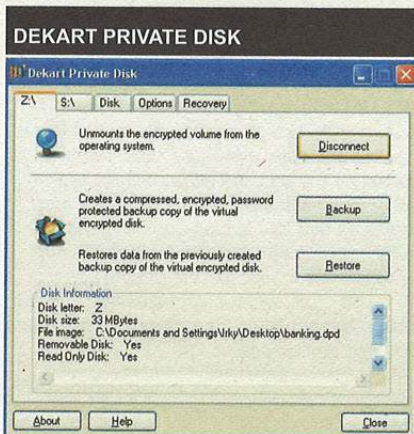 DEKART PRIVATE DISK
Dekart Private Disk
Z:\ S:\ Disk Options Recovery
Unmounts the encrypted volume from the
operating system.
Disconnect
Creates a compressed, encrypted, password
protected backup copy of the virtual
encrypted disk.
Backup
Restores data from the previously created
backup copy of the virtual encrypted disk.
Restore
Disk Information
Disk letter: Z
Disk size: 33 MBytes
File image: C:\Documents and Settings\Irky\Desktop\banking.dpd
Removable Disk: Yes
Read Only Disk: Yes
About Help Close